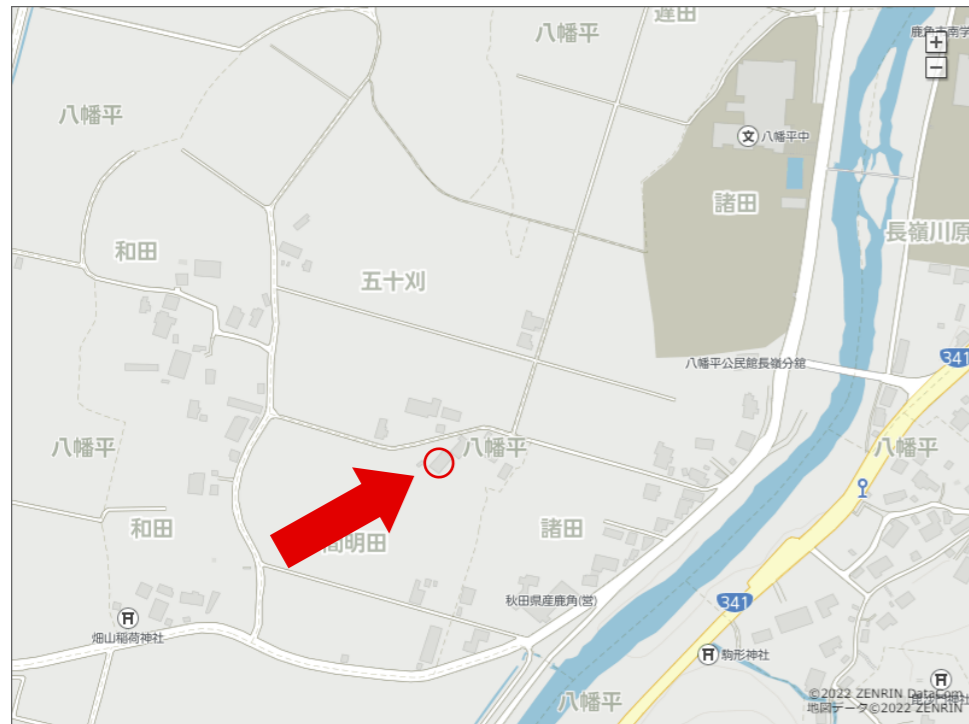 遅田
八幡平
鹿角市南学
+
−
八幡平
文
八幡平中
諸田
長嶺川原
和田
五十刈
八幡平公民館長嶺分館
341
八幡平
八幡平
八幡平
和田
間明田
諸田
秋田県産鹿角(営)
341
畑山稲荷神社
駒形神社
八幡平
©2022 ZENRIN DataCom
地図データ©2022 ZENRIN